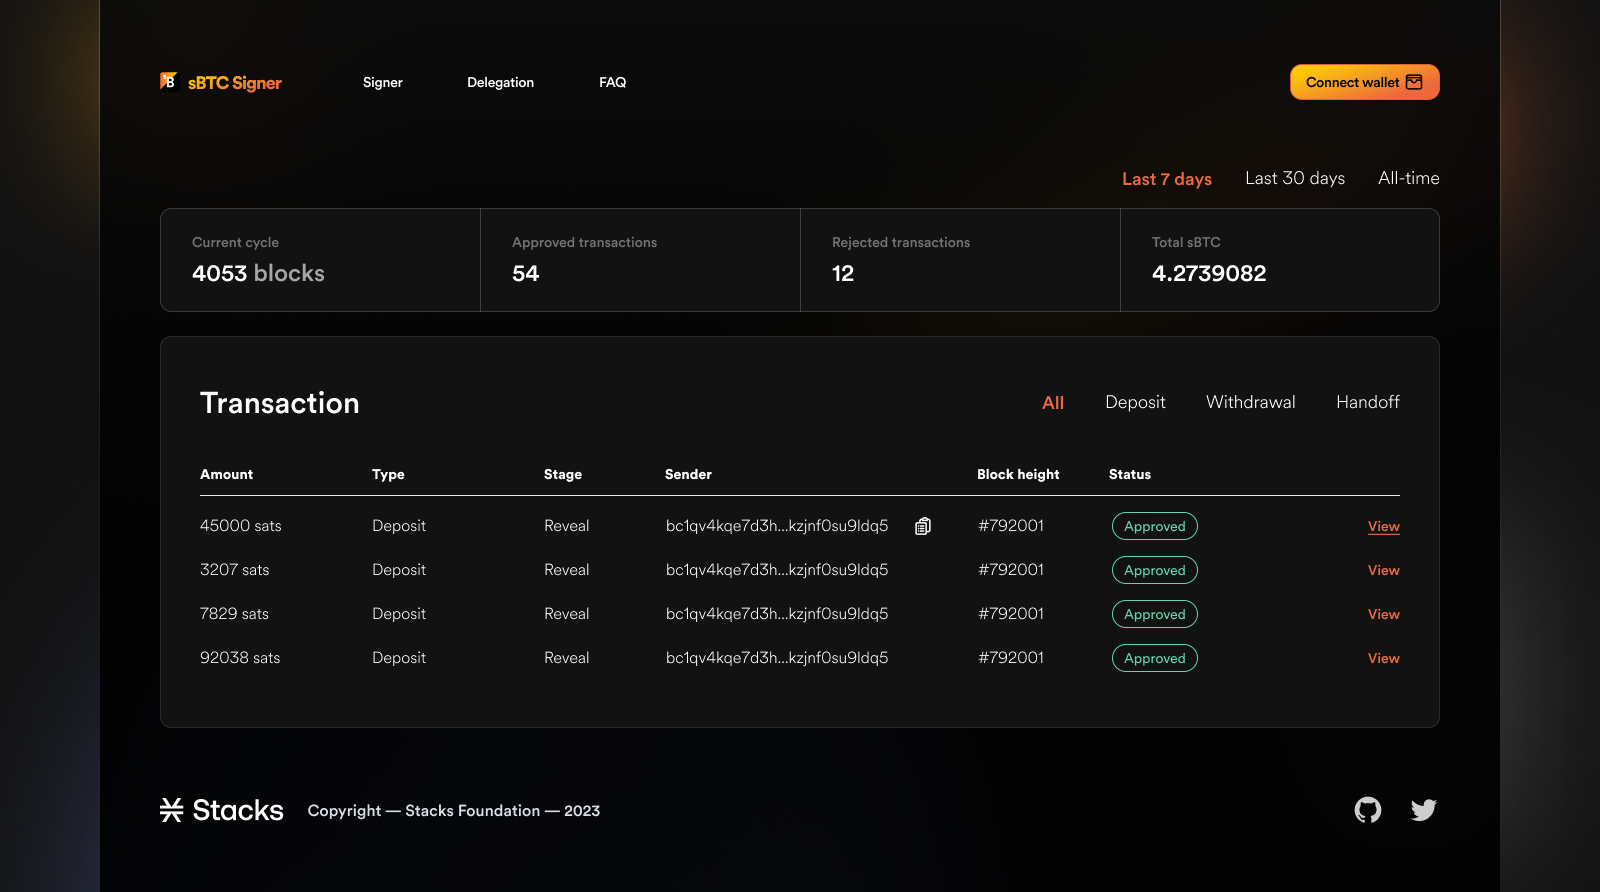 sBTC Signer
Signer
Delegation
FAQ
Connect wallet
Last 7 days
Last 30 days
All-time
Current cycle
4053 blocks
Approved transactions
54
Rejected transactions
12
Total sBTC
4.2739082
Transaction
All
Deposit
Withdrawal
Handoff
Amount Type Stage Sender Block height Status
45000 sats Deposit Reveal bc1qv4kqe7d3h...kzjnf0su9ldq5 #792001 Approved View
3207 sats Deposit Reveal bc1qv4kqe7d3h...kzjnf0su9ldq5 #792001 Approved View
7829 sats Deposit Reveal bc1qv4kqe7d3h...kzjnf0su9ldq5 #792001 Approved View
92038 sats Deposit Reveal bc1qv4kqe7d3h...kzjnf0su9ldq5 #792001 Approved View
Stacks
Copyright — Stacks Foundation — 2023